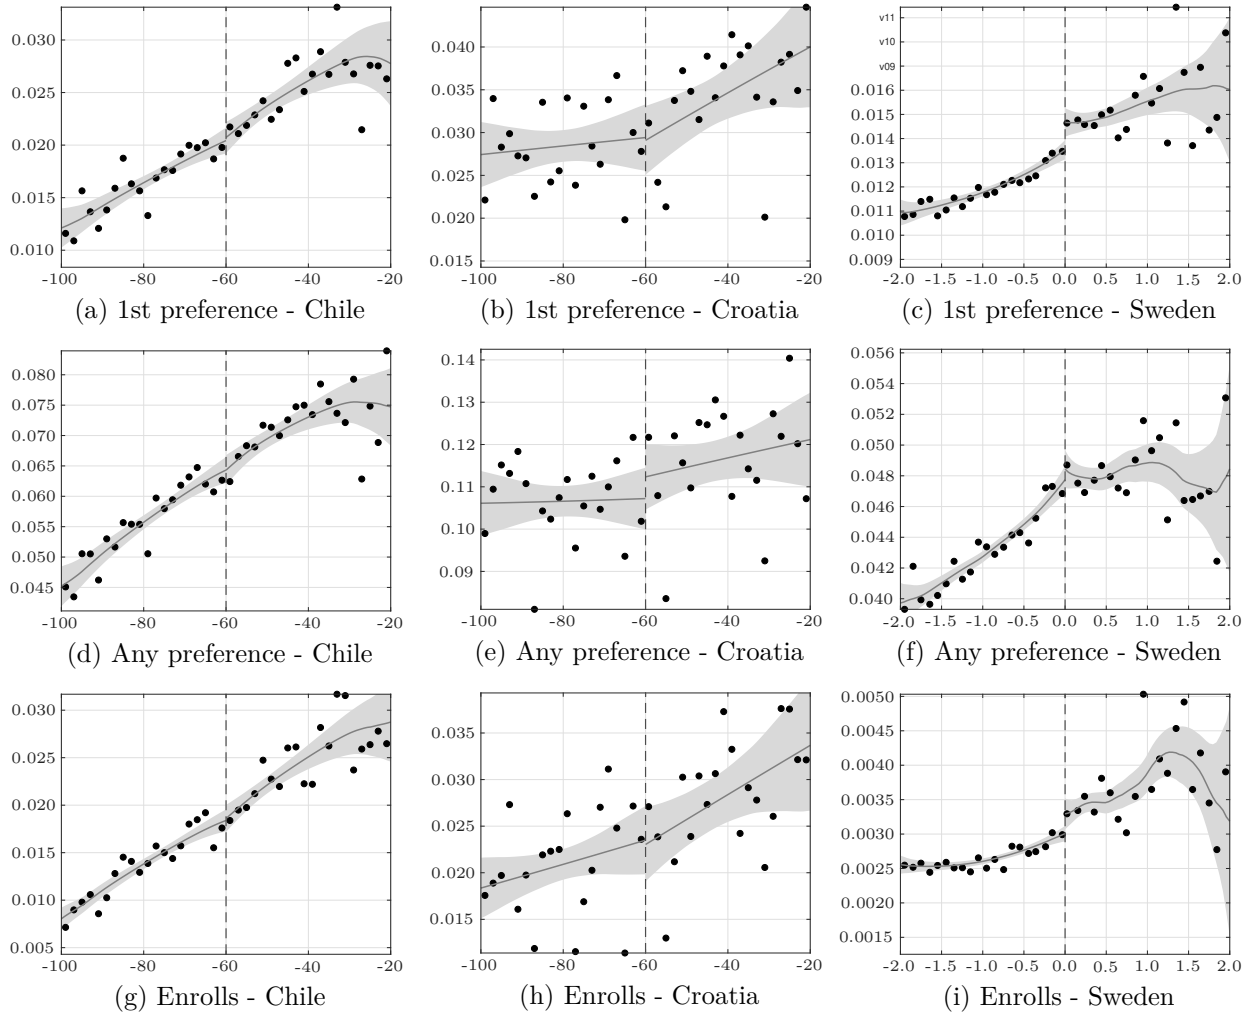 0.030
0.025
0.020
0.015
0.010
-100 -80 -60 -40 -20
(a) 1st preference - Chile
0.040
0.035
0.030
0.025
0.020
0.015
-100 -80 -60 -40 -20
(b) 1st preference - Croatia
v11
v10
v09
0.016
0.015
0.014
0.013
0.012
0.011
0.010
0.009
-2.0 -1.5 -1.0 -0.5 0.0 0.5 1.0 1.5 2.0
(c) 1st preference - Sweden
0.080
0.075
0.070
0.065
0.060
0.055
0.050
0.045
-100 -80 -60 -40 -20
(d) Any preference - Chile
0.14
0.13
0.12
0.11
0.10
0.09
-100 -80 -60 -40 -20
(e) Any preference - Croatia
0.056
0.054
0.052
0.050
0.048
0.046
0.044
0.042
0.040
-2.0 -1.5 -1.0 -0.5 0.0 0.5 1.0 1.5 2.0
(f) Any preference - Sweden
0.030
0.025
0.020
0.015
0.010
0.005
-100 -80 -60 -40 -20
(g) Enrolls - Chile
0.035
0.030
0.025
0.020
0.015
-100 -80 -60 -40 -20
(h) Enrolls - Croatia
0.0050
0.0045
0.0040
0.0035
0.0030
0.0025
0.0020
0.0015
-2.0 -1.5 -1.0 -0.5 0.0 0.5 1.0 1.5 2.0
(i) Enrolls - Sweden